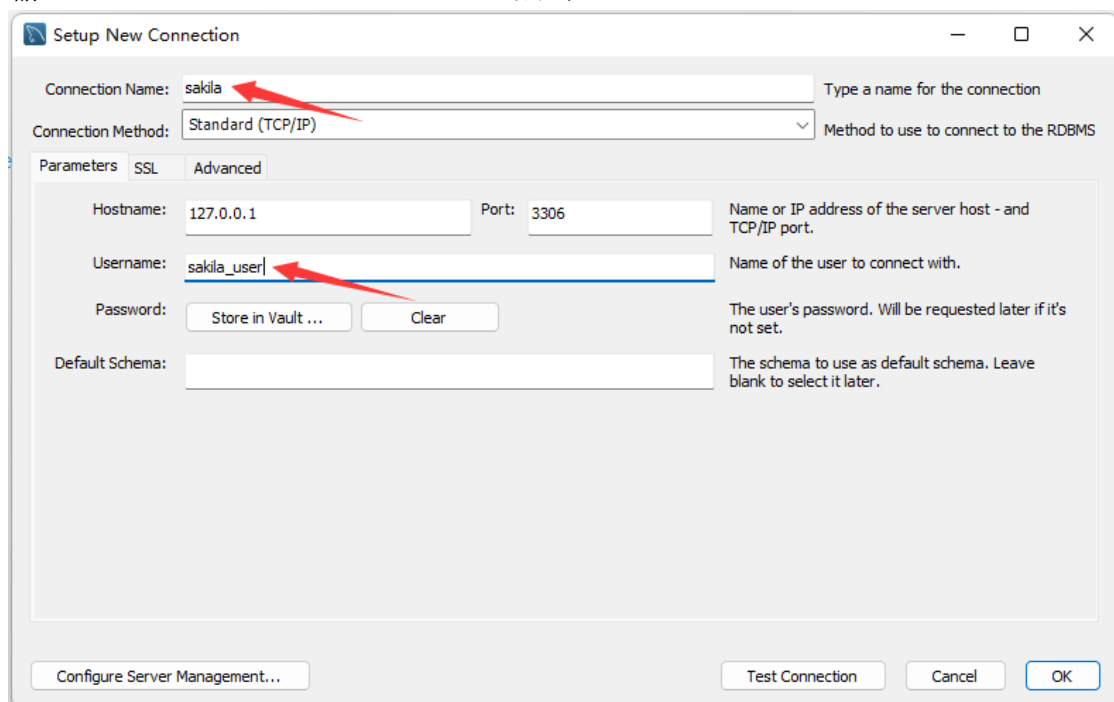 Setup New Connection
Connection Name: sakila Type a name for the connection
Connection Method: Standard (TCP/IP) Method to use to connect to the RDBMS
Parameters SSL Advanced
Hostname: 127.0.0.1 Port: 3306 Name or IP address of the server host - and
TCP/IP port.
Username: sakila_user Name of the user to connect with.
Password: Store in Vault ... Clear The user's password. Will be requested later if it's
not set.
Default Schema: The schema to use as default schema. Leave
blank to select it later.
Configure Server Management... Test Connection Cancel OK